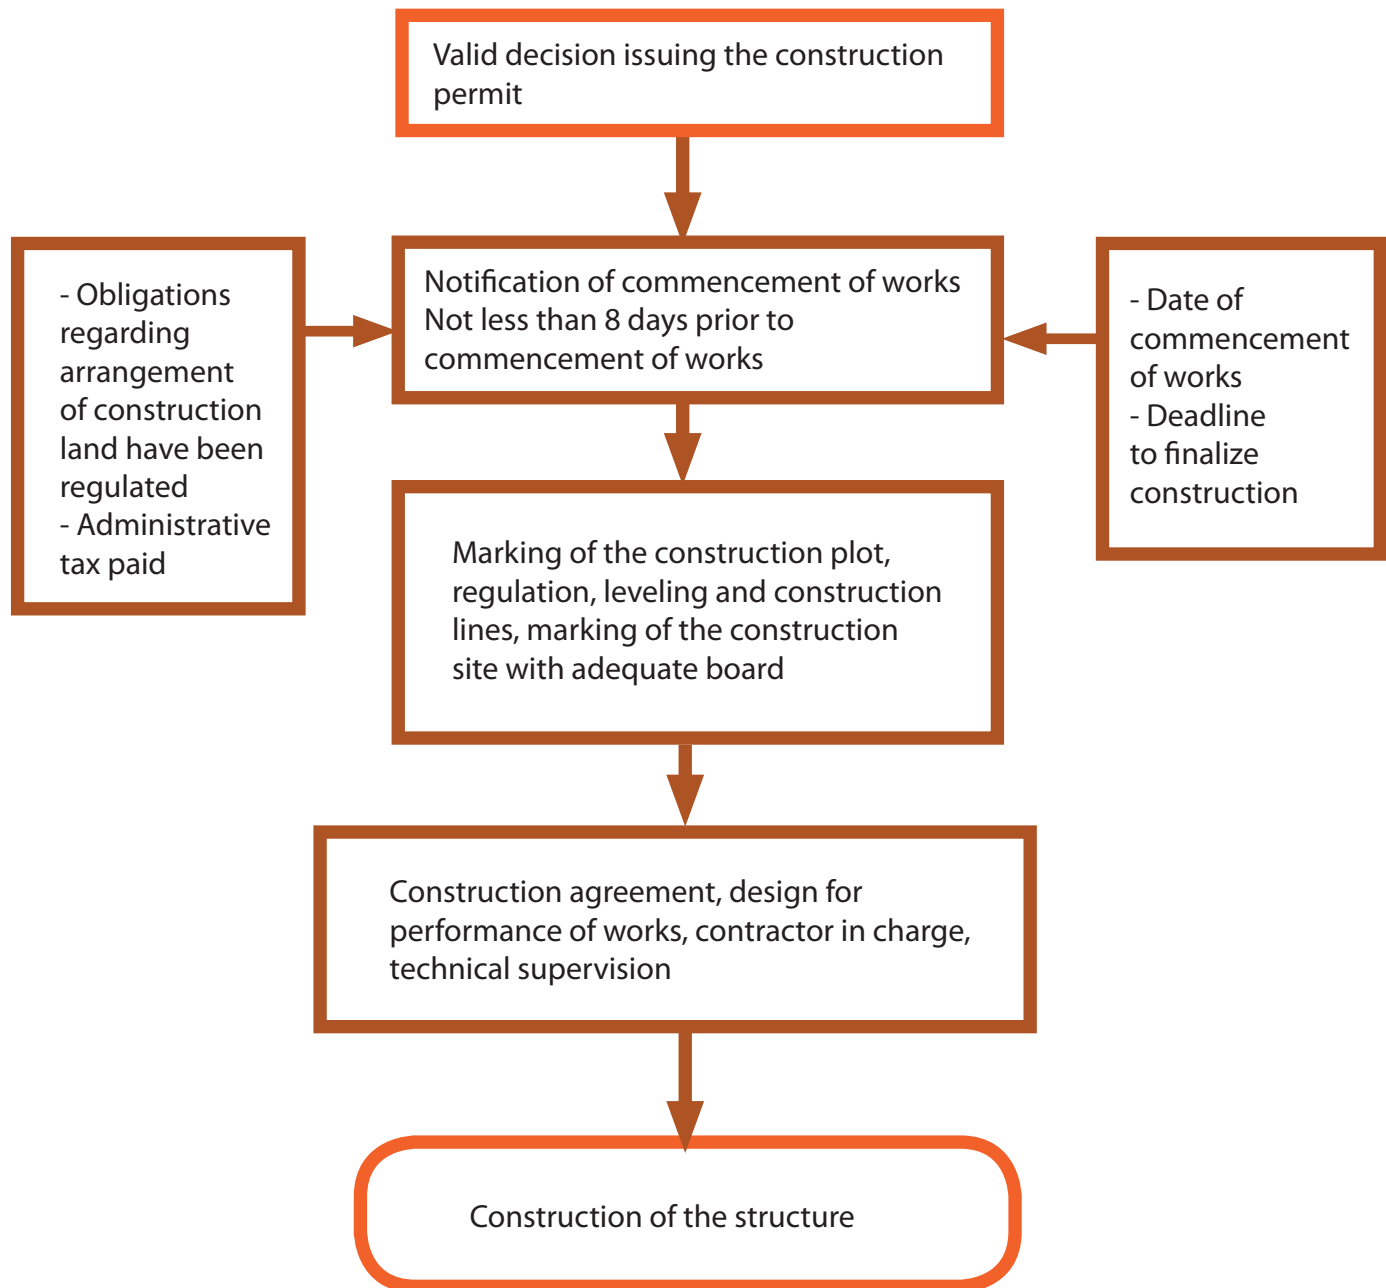 Valid decision issuing the construction
permit
Notification of commencement of works
Not less than 8 days prior to
commencement of works
- Obligations
regarding
arrangement
of construction
land have been
regulated
- Administrative
tax paid
- Date of
commencement
of works
- Deadline
to finalize
construction
Marking of the construction plot,
regulation, leveling and construction
lines, marking of the construction
site with adequate board
Construction agreement, design for
performance of works, contractor in charge,
technical supervision
Construction of the structure